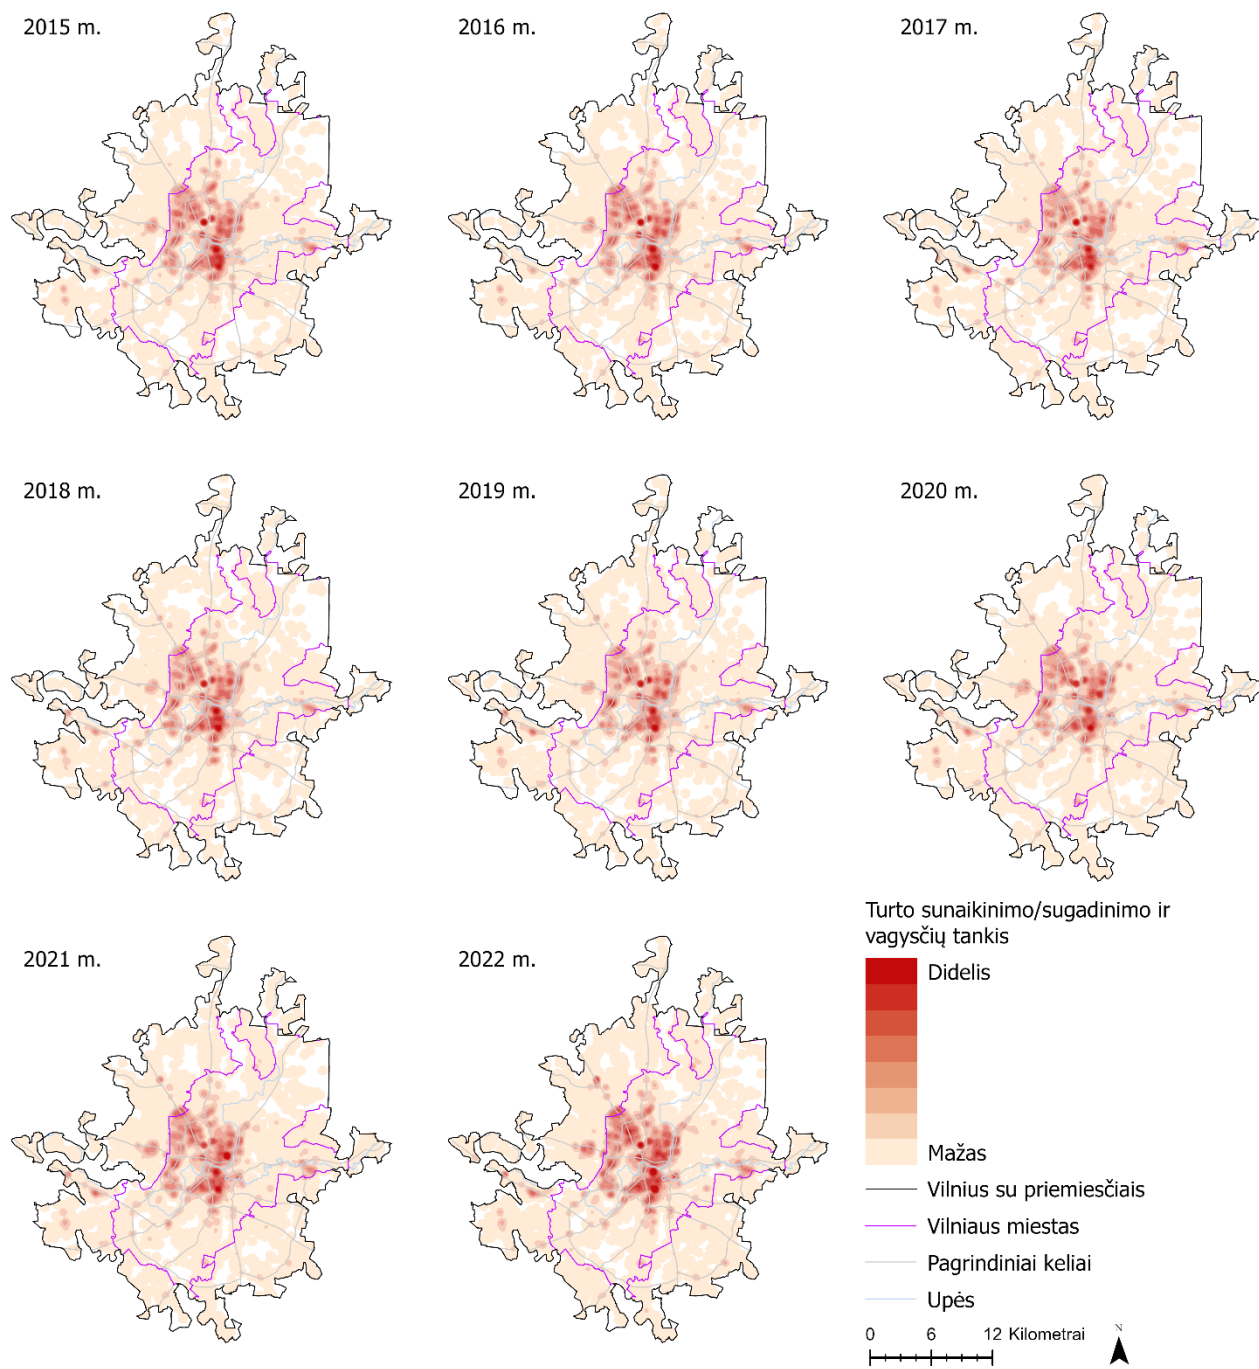 2015 m.
2016 m.
2017 m.
2018 m.
2019 m.
2020 m.
2021 m.
2022 m.
Turto sunaikinimo/sugadinimo ir
vagysčių tankis
Didelis
Mažas
Vilnius su priemiesčiais
Vilniaus miestas
Pagrindiniai keliai
Upės
0 6 12 Kilometrai
N